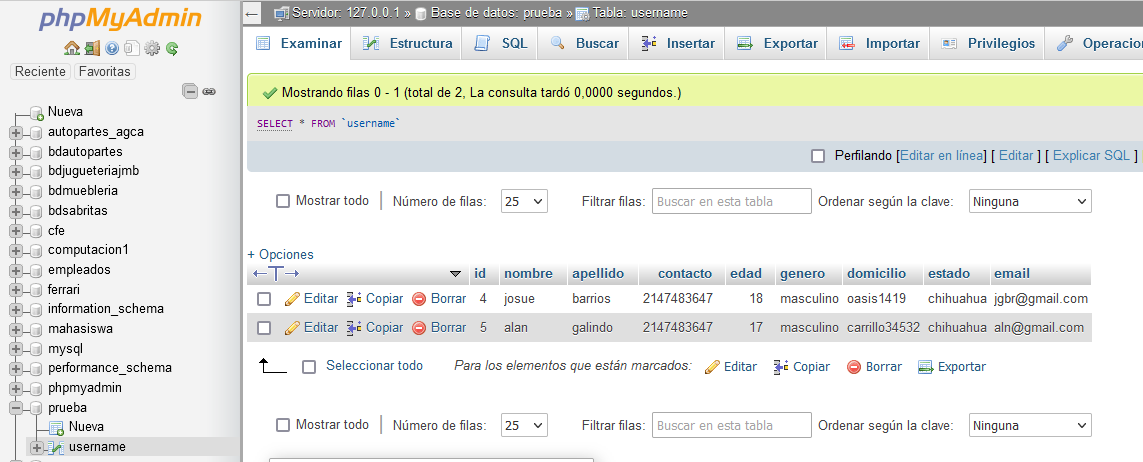 phpMyAdmin
Reciente Favoritas
Nueva
autopartes_agca
bdautopartes
bdjugueteriajmb
bdmuebleria
bdsabritas
cfe
computacion1
empleados
ferrari
information_schema
mahasiswa
mysql
performance_schema
phpmyadmin
prueba
Nueva
username
Servidor: 127.0.0.1 » Base de datos: prueba » Tabla: username
Examinar Estructura SQL Buscar Insertar Exportar Importar Privilegios Operacion
Mostrando filas 0 - 1 (total de 2, La consulta tardó 0,0000 segundos.)
SELECT * FROM `username`
Perfilando [Editar en línea] [ Editar ] [ Explicar SQL ]
Mostrar todo Número de filas: 25 Filtrar filas: Buscar en esta tabla Ordenar según la clave: Ninguna
+ Opciones
id nombre apellido contacto edad genero domicilio estado email
Editar Copiar Borrar 4 josue barrios 2147483647 18 masculino oasis1419 chihuahua jgbr@gmail.com
Editar Copiar Borrar 5 alan galindo 2147483647 17 masculino carrillo34532 chihuahua aln@gmail.com
Seleccionar todo Para los elementos que están marcados: Editar Copiar Borrar Exportar
Mostrar todo Número de filas: 25 Filtrar filas: Buscar en esta tabla Ordenar según la clave: Ninguna